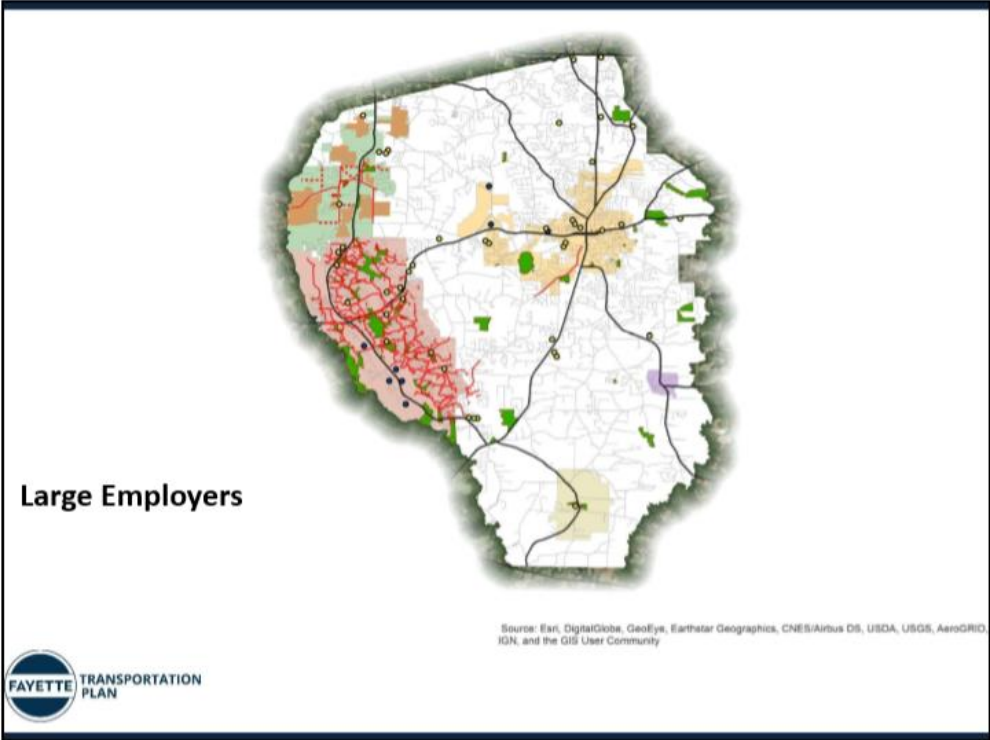 Large Employers
Source: Esri, DigitalGlobe, GeoEye, Earthstar Geographics, CNES/Airbus DS, USDA, USGS, AeroGRID,
IGN, and the GIS User Community
FAYETTE
TRANSPORTATION
PLAN